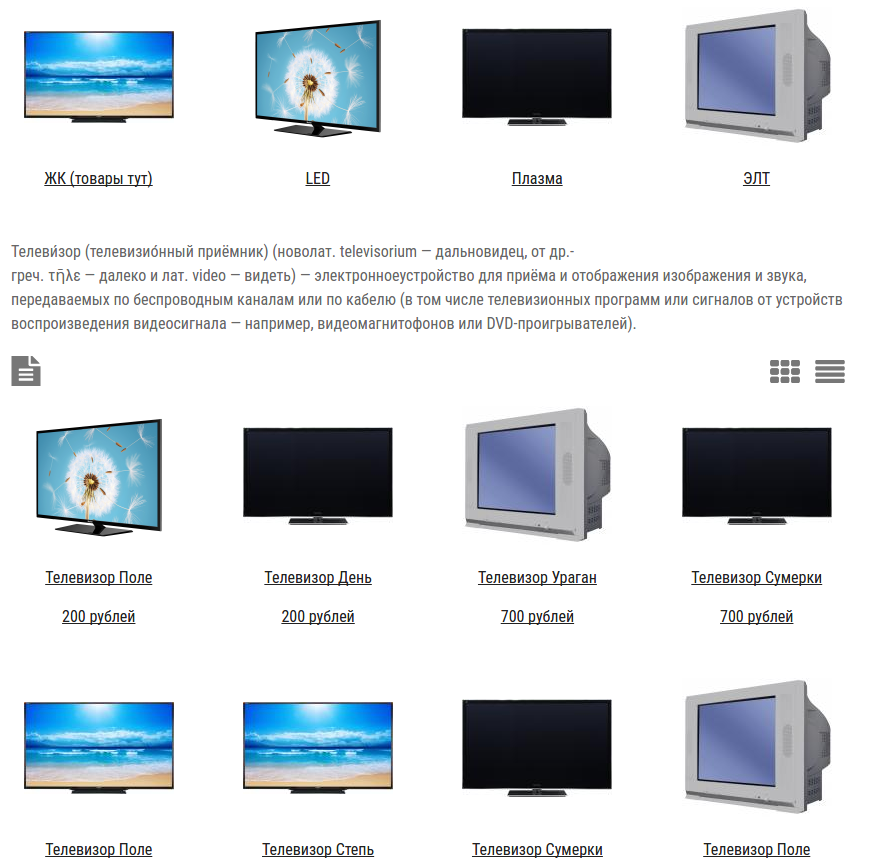 ЖК (товары тут)
LED
Плазма
ЭЛТ
Телеви́зор (телевизио́нный приёмник) (новолат. televisorium — дальновидец, от др.-
греч. τῆλε — далеко и лат. video — видеть) — электронноеустройство для приёма и отображения изображения и звука,
передаваемых по беспроводным каналам или по кабелю (в том числе телевизионных программ или сигналов от устройств
воспроизведения видеосигнала — например, видеомагнитофонов или DVD-проигрывателей).
Телевизор Поле
Телевизор День
Телевизор Ураган
Телевизор Сумерки
200 рублей
200 рублей
700 рублей
700 рублей
Телевизор Поле
Телевизор Степь
Телевизор Сумерки
Телевизор Поле